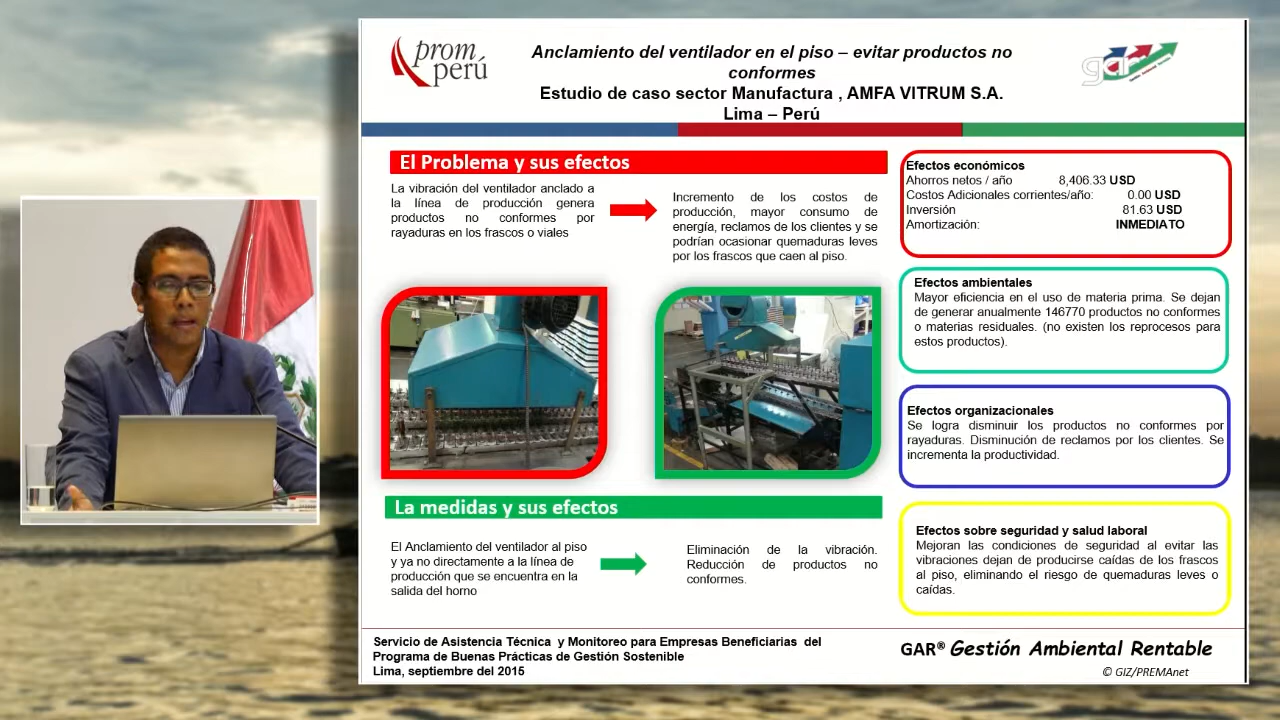 prom
perú
Anclamiento del ventilador en el piso – evitar productos no
conformes
Estudio de caso sector Manufactura , AMFA VITRUM S.A.
Lima – Perú
gar
El Problema y sus efectos
La vibración del ventilador anclado a
la línea de producción genera
productos no conformes por
rayaduras en los frascos o viales
Incremento de los costos de
producción, mayor consumo de
energía, reclamos de los clientes y se
podrían ocasionar quemaduras leves
por los frascos que caen al piso.
La medidas y sus efectos
El Anclamiento del ventilador al piso
y ya no directamente a la línea de
producción que se encuentra en la
salida del horno
Eliminación de la vibración.
Reducción de productos no
conformes.
Efectos económicos
Ahorros netos / año 8,406.33 USD
Costos Adicionales corrientes/año: 0.00 USD
Inversión 81.63 USD
Amortización: INMEDIATO
Efectos ambientales
Mayor eficiencia en el uso de materia prima. Se dejan
de generar anualmente 146770 productos no conformes
o materias residuales. (no existen los reprocesos para
estos productos).
Efectos organizacionales
Se logra disminuir los productos no conformes por
rayaduras. Disminución de reclamos por los clientes. Se
incrementa la productividad.
Efectos sobre seguridad y salud laboral
Mejoran las condiciones de seguridad al evitar las
vibraciones dejan de producirse caídas de los frascos
al piso, eliminando el riesgo de quemaduras leves o
caídas.
Servicio de Asistencia Técnica y Monitoreo para Empresas Beneficiarias del
Programa de Buenas Prácticas de Gestión Sostenible
Lima, septiembre del 2015
GAR® Gestión Ambiental Rentable
© GIZ/PREMAnet